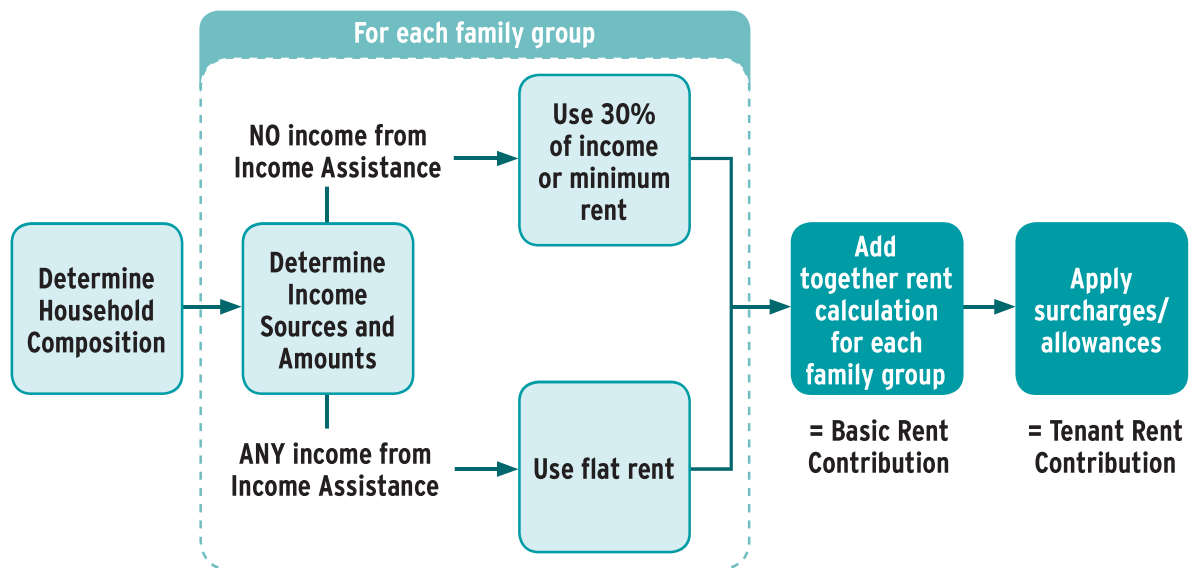 For each family group
NO income from
Income Assistance
Use 30%
of income
or minimum
rent
Determine
Household
Composition
Determine
Income
Sources and
Amounts
ANY income from
Income Assistance
Use flat rent
Add
together rent
calculation
for each
family group
= Basic Rent
Contribution
Apply
surcharges/
allowances
= Tenant Rent
Contribution